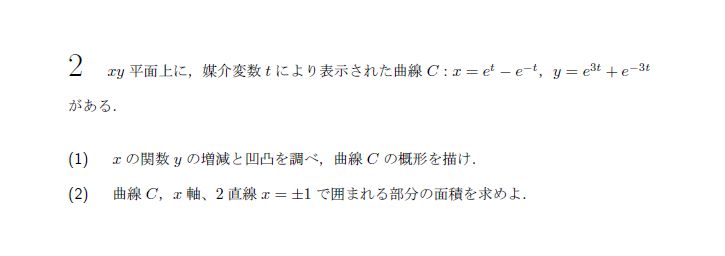 2 xy 平面上に，媒介変数 t により表示された曲線 C : x = e^t − e^{−t}，y = e^{3t} + e^{−3t}
がある．
(1) x の関数 y の増減と凹凸を調べ，曲線 C の概形を描け．
(2) 曲線 C，x 軸、2 直線 x = ±1 で囲まれる部分の面積を求めよ．